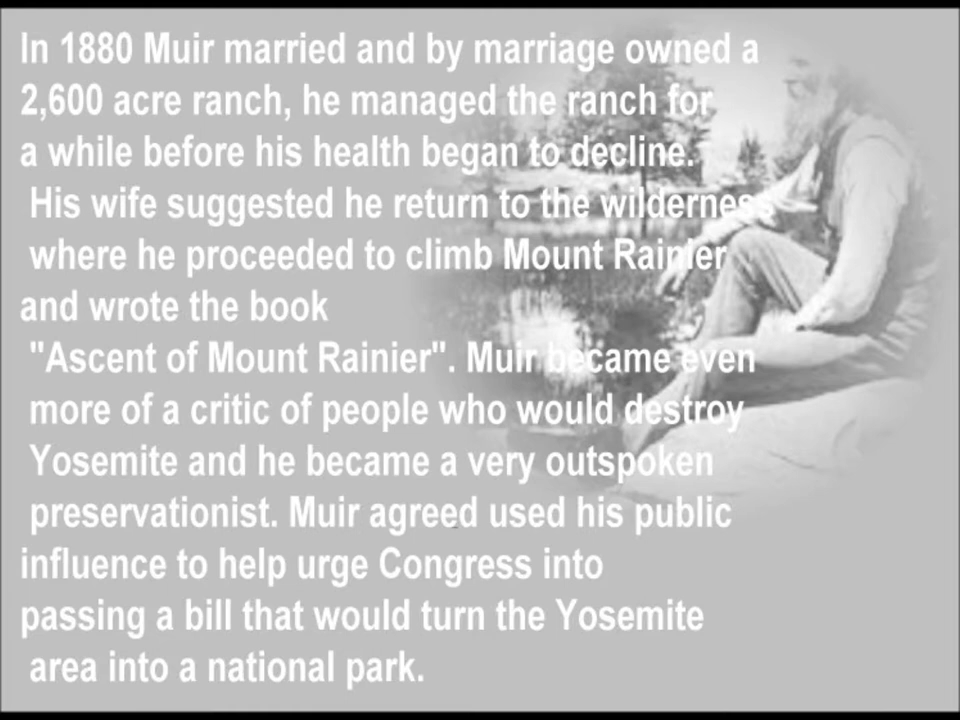 In 1880 Muir married and by marriage owned a
2,600 acre ranch, he managed the ranch for
a while before his health began to decline.
His wife suggested he return to the wilderness
where he proceeded to climb Mount Rainier
and wrote the book
"Ascent of Mount Rainier". Muir became even
more of a critic of people who would destroy
Yosemite and he became a very outspoken
preservationist. Muir agreed used his public
influence to help urge Congress into
passing a bill that would turn the Yosemite
area into a national park.